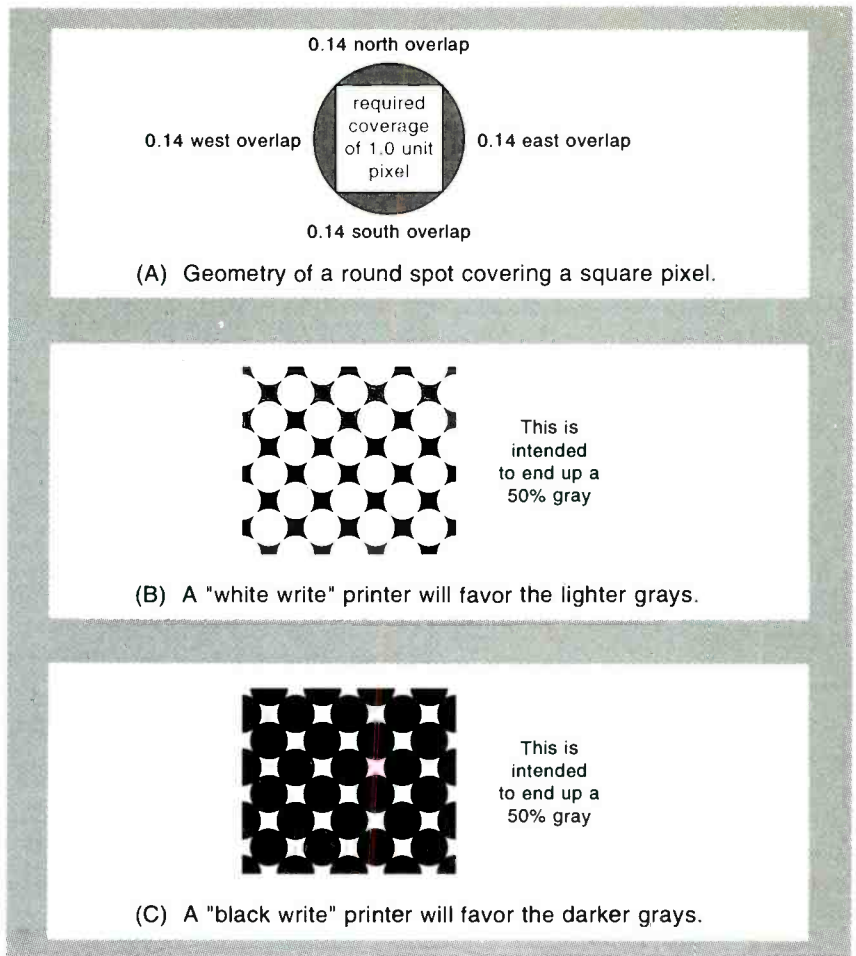 0.14 north overlap
required
coverage
of 1.0 unit
pixel
0.14 west overlap
0.14 east overlap
0.14 south overlap
(A) Geometry of a round spot covering a square pixel.
This is
intended
to end up a
50% gray
(B) A "white write" printer will favor the lighter grays.
This is
intended
to end up a
50% gray
(C) A "black write" printer will favor the darker grays.